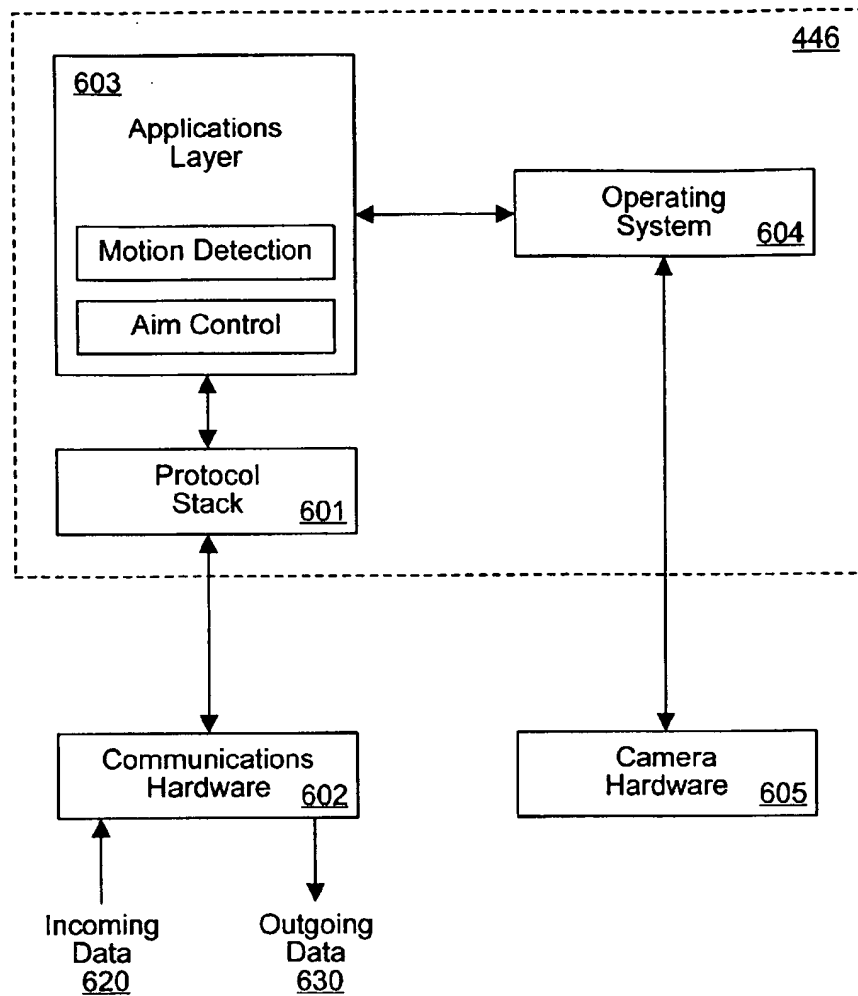 446
603
Applications
Layer
Motion Detection
Aim Control
Operating
System
604
Protocol
Stack
601
Communications
Hardware
602
Camera
Hardware
605
Incoming
Data
620
Outgoing
Data
630